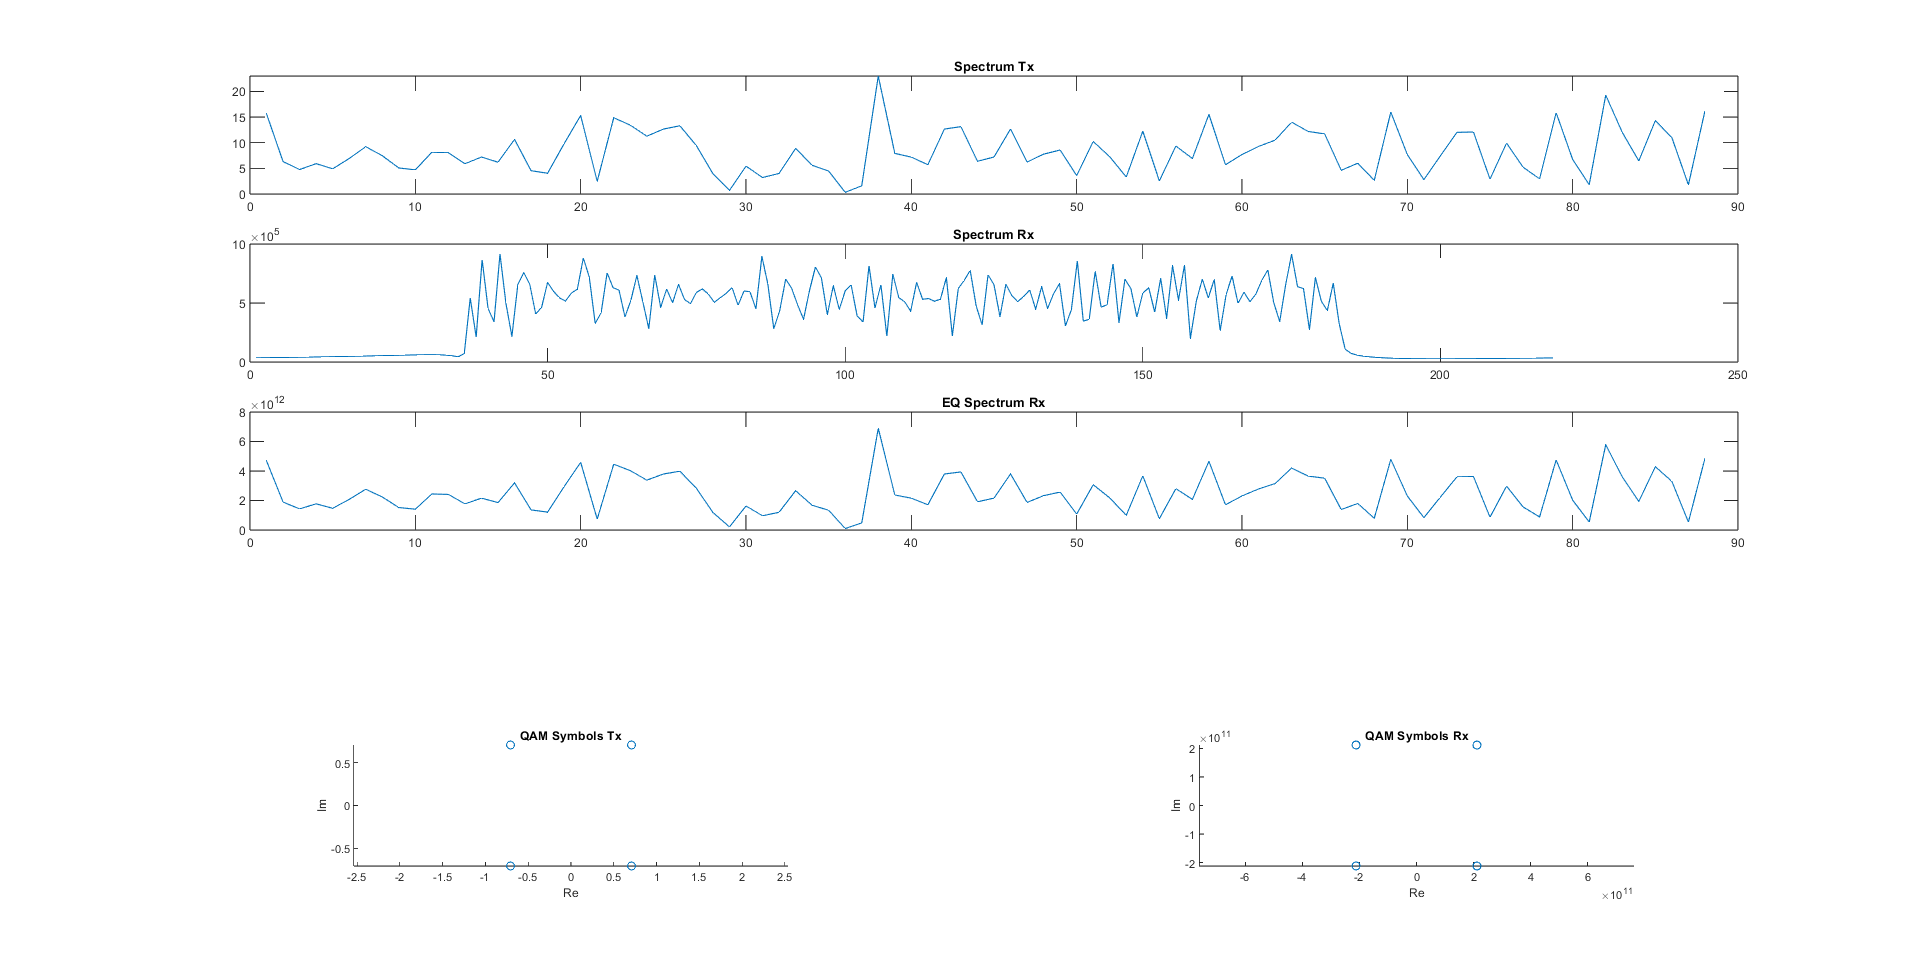 Spectrum Tx
20
15
10
5
0
0 10 20 30 40 50 60 70 80 90
Spectrum Rx
×10^5
10
5
0
0 50 100 150 200 250
EQ Spectrum Rx
×10^12
8
6
4
2
0
0 10 20 30 40 50 60 70 80 90
QAM Symbols Tx
0.5
0
-0.5
Im
-2.5 -2 -1.5 -1 -0.5 0 0.5 1 1.5 2 2.5
Re
QAM Symbols Rx
×10^11
2
1
0
-1
-2
Im
-6 -4 -2 0 2 4 6
Re
×10^11